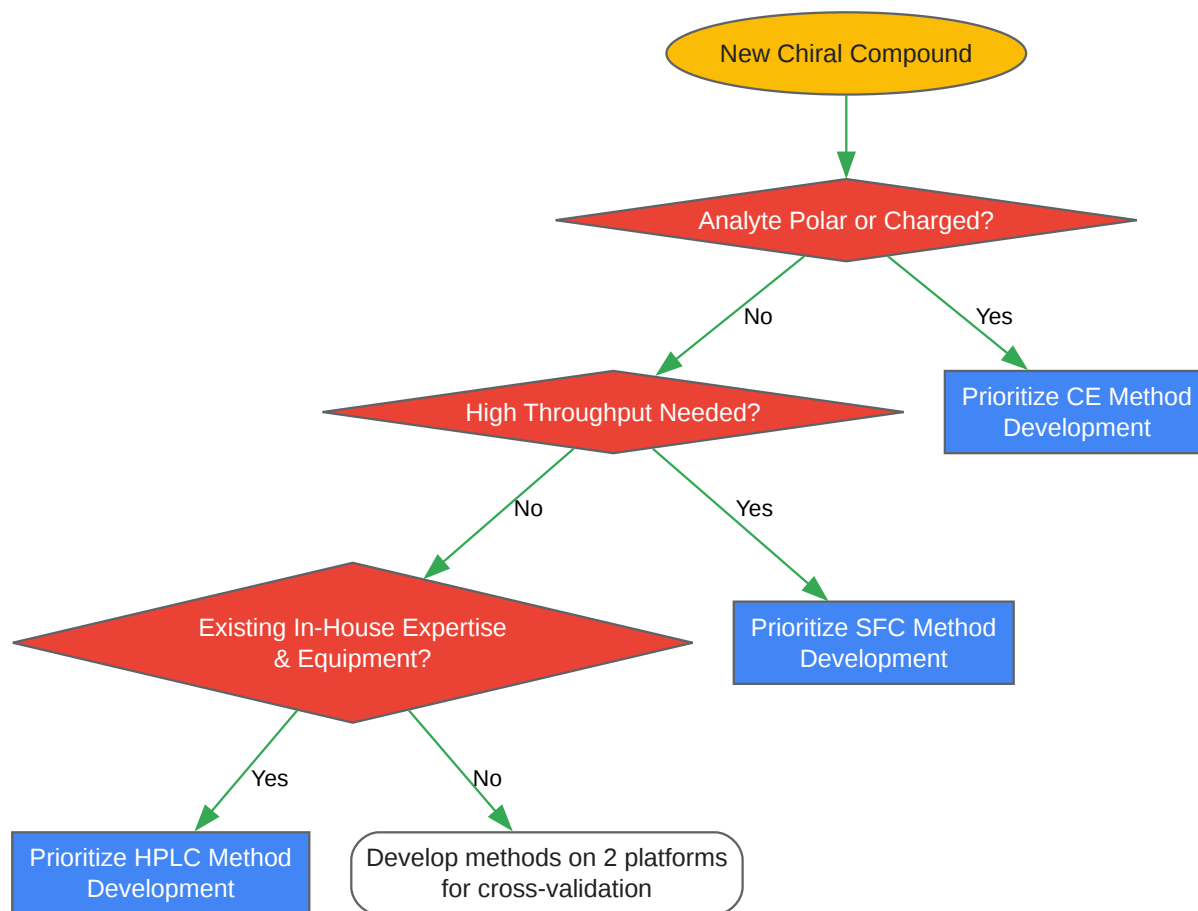 New Chiral Compound
Analyte Polar or Charged?
No
Yes
High Throughput Needed?
Prioritize CE Method
Development
No
Yes
Existing In-House Expertise
& Equipment?
Prioritize SFC Method
Development
Yes
No
Prioritize HPLC Method
Development
Develop methods on 2 platforms
for cross-validation